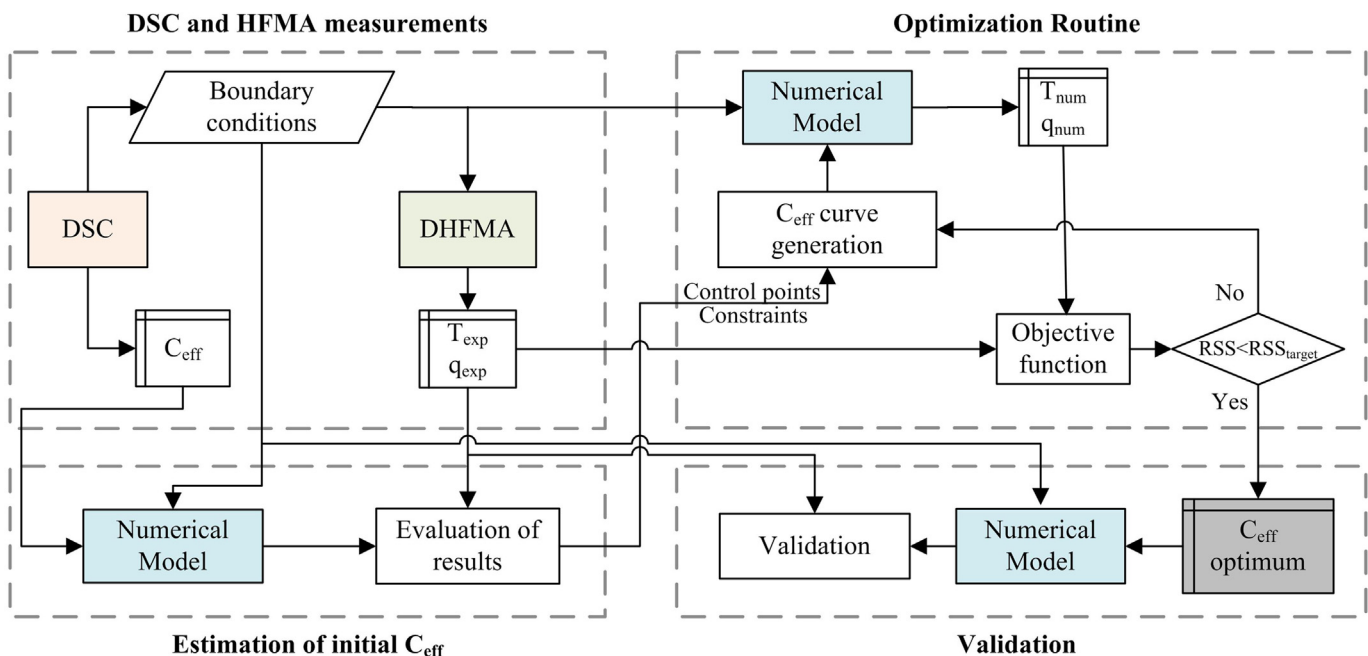 DSC and HFMA measurements
Boundary
conditions
DSC
DHFMA
C_eff
T_exp
q_exp
Optimization Routine
Numerical
Model
T_num
q_num
C_eff curve
generation
Control points
Constraints
Objective
function
RSS<RSS_target
No
Yes
Numerical
Model
Evaluation of
results
Estimation of initial C_eff
Validation
Numerical
Model
C_eff
optimum
Validation